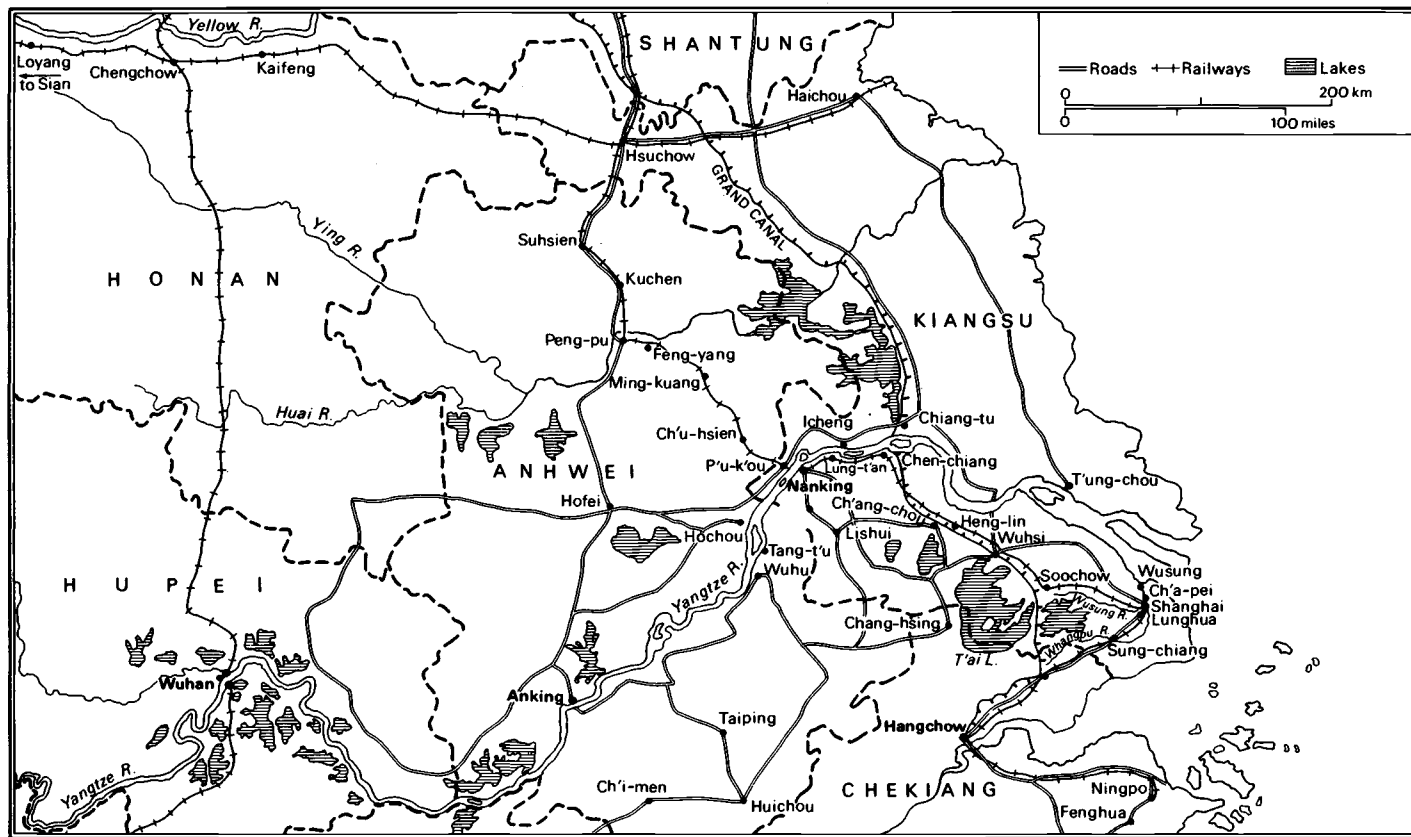 Yellow R.
SHANTUNG
Loyang
to Sian
Chengchow
Kaifeng
Haichou
Roads
Railways
Lakes
0 200 km
0 100 miles
Hsuchow
GRAND CANAL
Ying R.
Suhsien
HONAN
Kuchen
KIANGSU
Peng-pu
Feng-yang
Ming-kuang
Huai R.
Icheng
Chiang-tu
Ch'u-hsien
ANHWEI
P'u-k'ou
Lung-t'an
Chen-chiang
Nanking
T'ung-chou
Hofei
Ch'ang-chou
Heng-lin
Hochou
Lishui
Wuhsi
Tang-t'u
Wuhu
HUPEI
Yangtze R.
Soochow
Wusung
Ch'a-pei
Wusung R.
Shanghai
Lunghua
Chang-hsing
Whangpu R.
Sung-chiang
T'ai L.
Wuhan
Anking
Taiping
Hangchow
Yangtze R.
Ch'i-men
Huichou
CHEKIANG
Ningpo
Fenghua